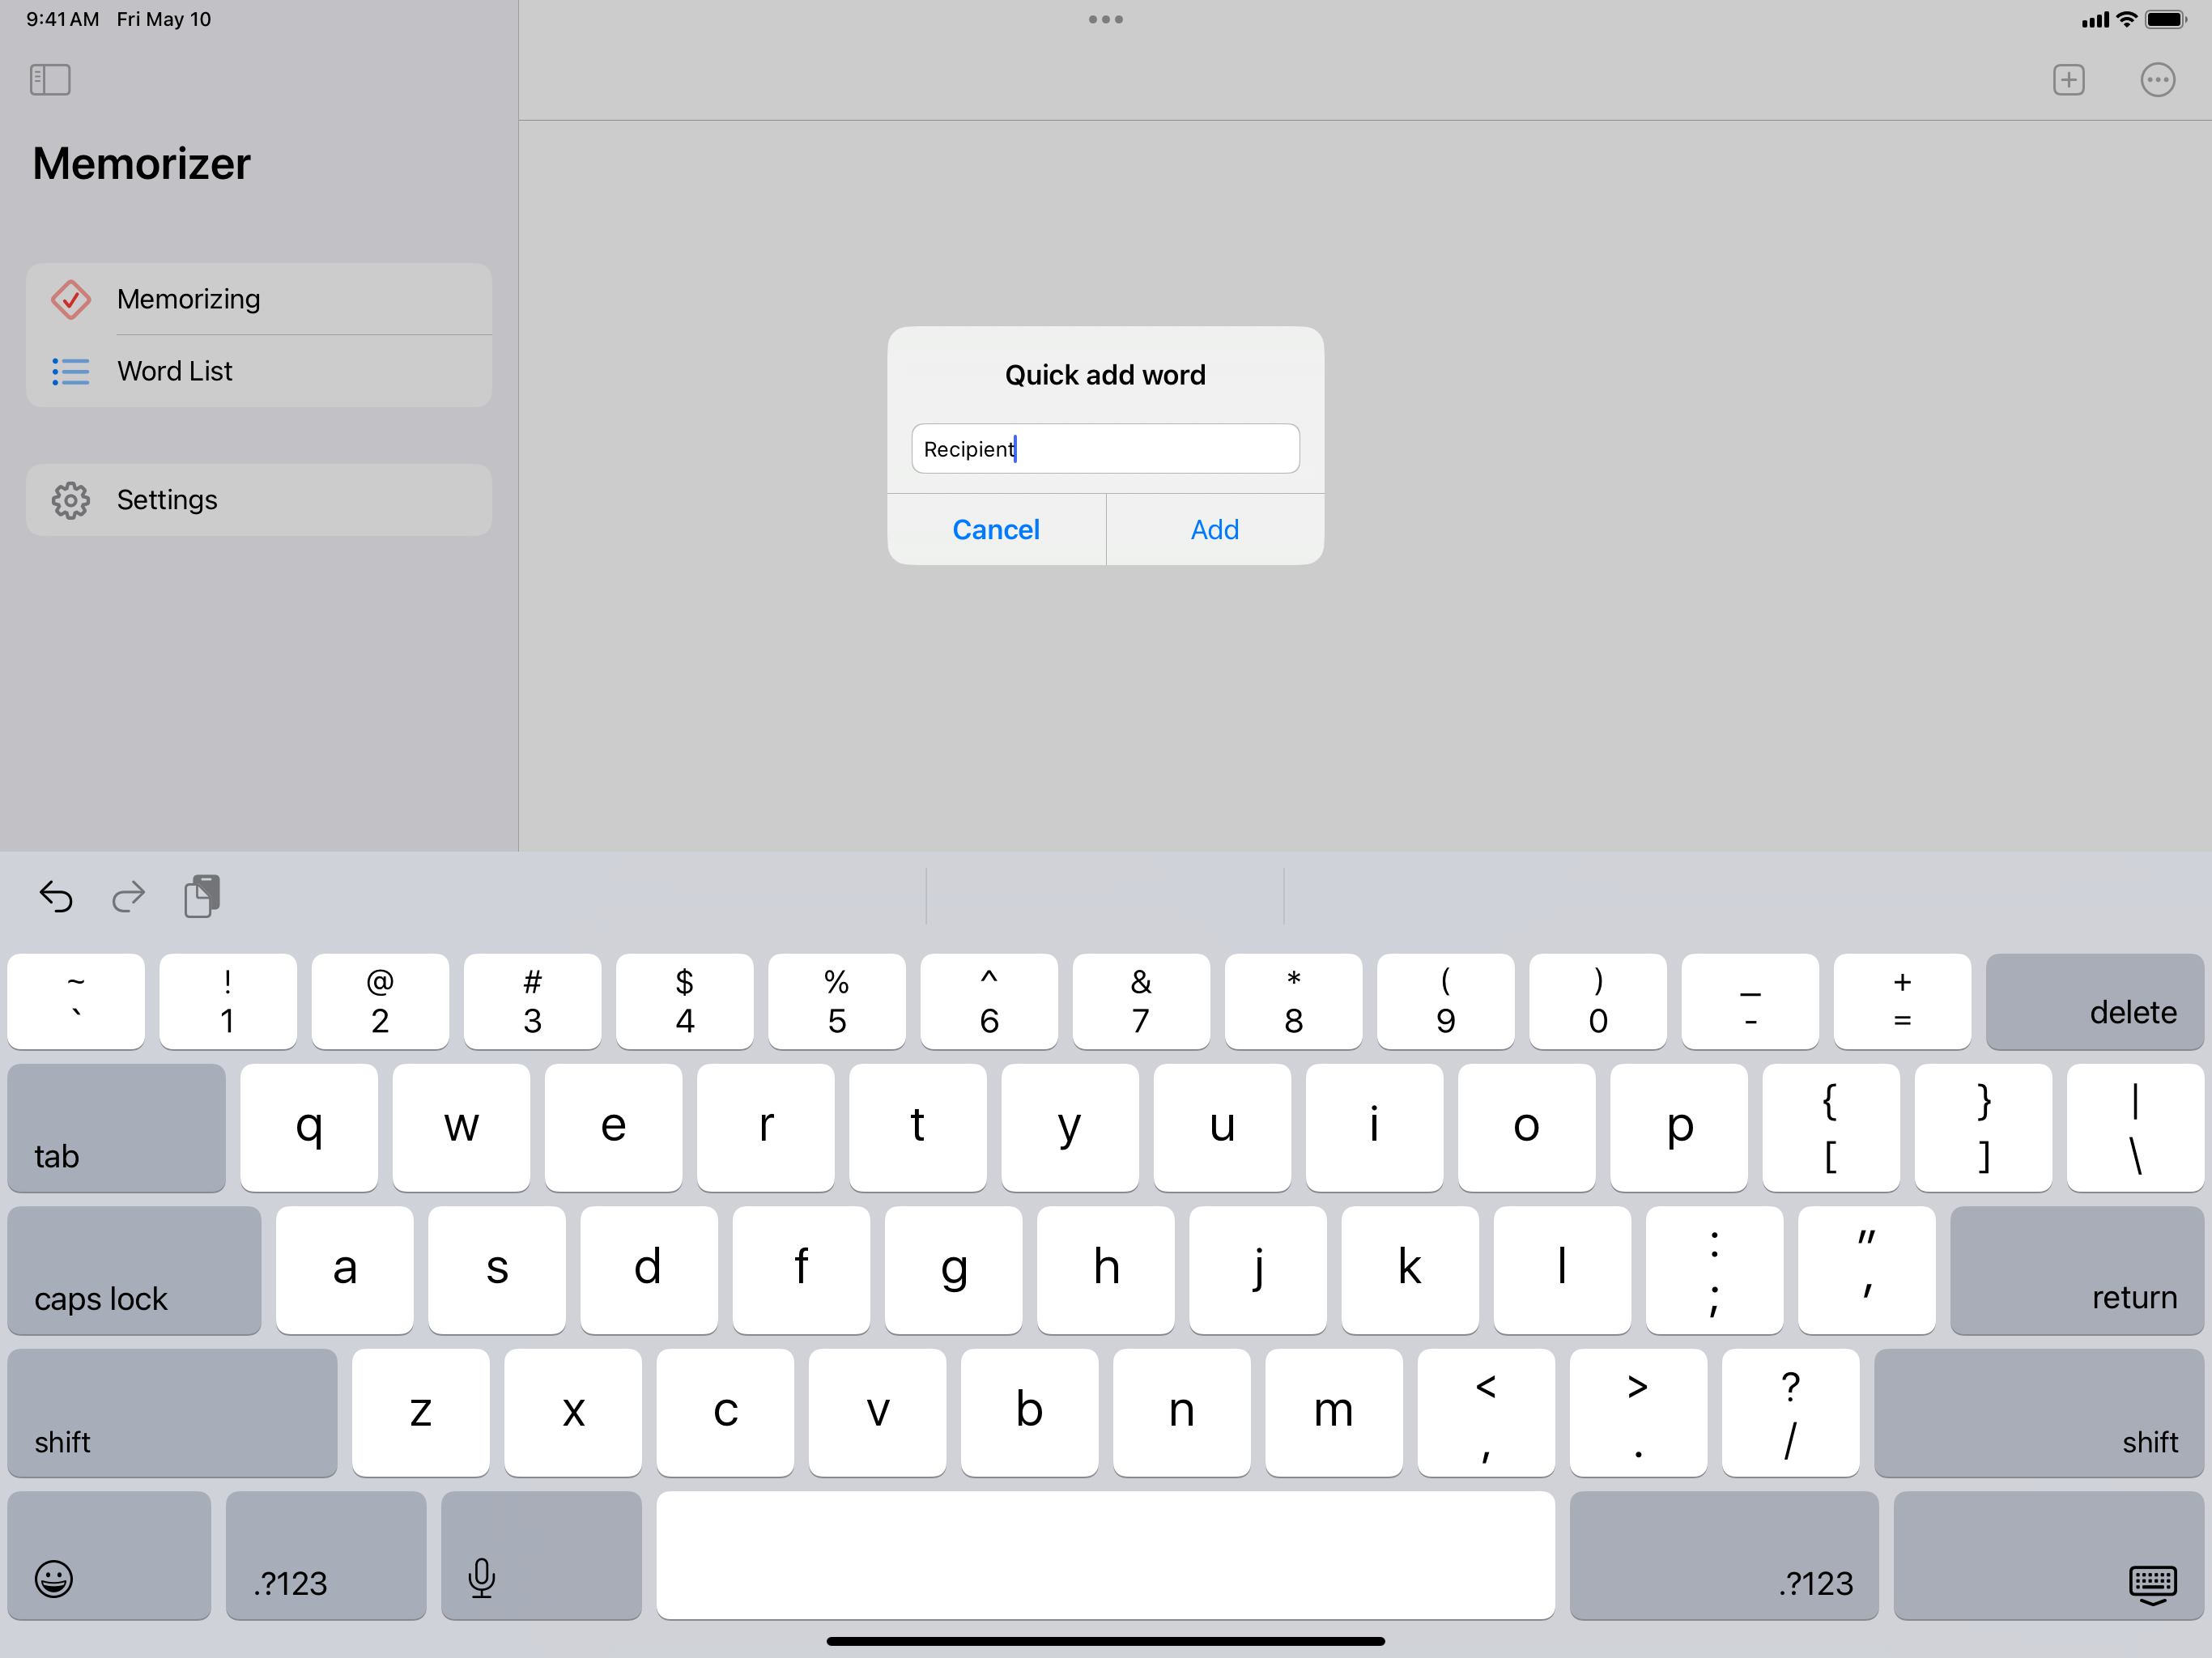 9:41 AM Fri May 10
Memorizer
Memorizing
Word List
Settings
Quick add word
Recipient
Cancel Add
~ ! @ # $ % ^ & * ( ) _ +
` 1 2 3 4 5 6 7 8 9 0 - = delete
tab q w e r t y u i o p { [ } ] | \
caps lock a s d f g h j k l : ; " ' return
shift z x c v b n m < , > . ? / shift
.?123 .?123